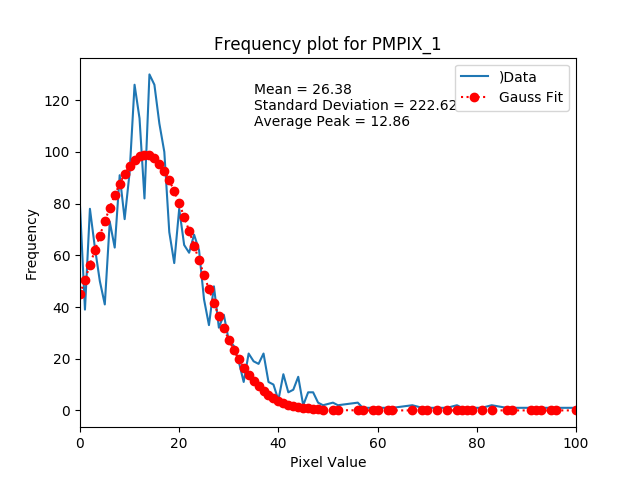 Frequency plot for PMPIX_1
Mean = 26.38
Standard Deviation = 222.62
Average Peak = 12.86
)Data
Gauss Fit
Frequency
120
100
80
60
40
20
0
0 20 40 60 80 100
Pixel Value